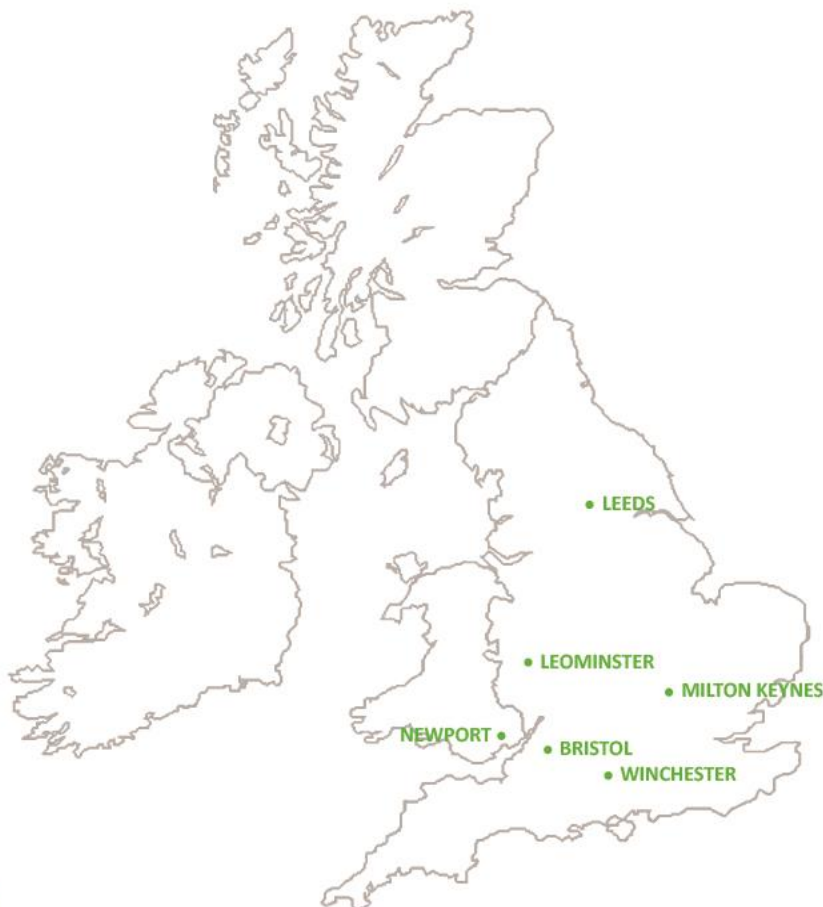 LEEDS
LEOMINSTER
MILTON KEYNES
NEWPORT
BRISTOL
WINCHESTER